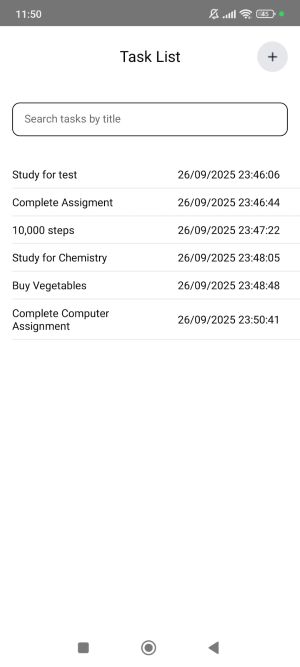 11:50
45
Task List
+
Search tasks by title
Study for test 26/09/2025 23:46:06
Complete Assigment 26/09/2025 23:46:44
10,000 steps 26/09/2025 23:47:22
Study for Chemistry 26/09/2025 23:48:05
Buy Vegetables 26/09/2025 23:48:48
Complete Computer
Assignment 26/09/2025 23:50:41